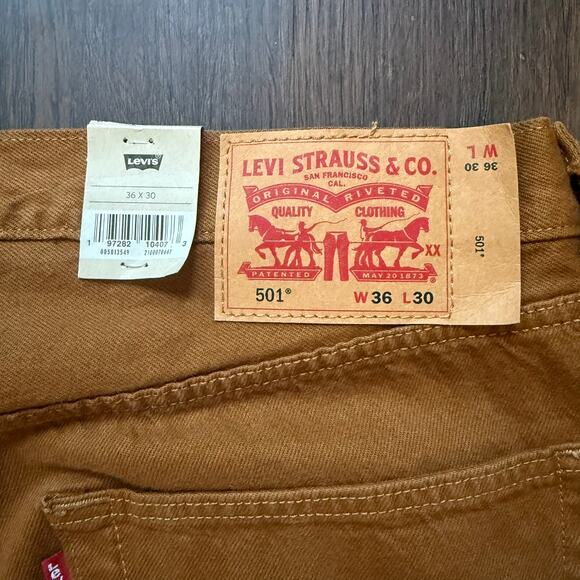 Levi's
36 X 30
1 97282 10407 3
005013549
LEVI STRAUSS & CO.
SAN FRANCISCO
CAL.
ORIGINAL RIVETED
QUALITY CLOTHING
XX
PATENTED MAY 20 1873
501®
W 36 L 30
W L
36 30
501®